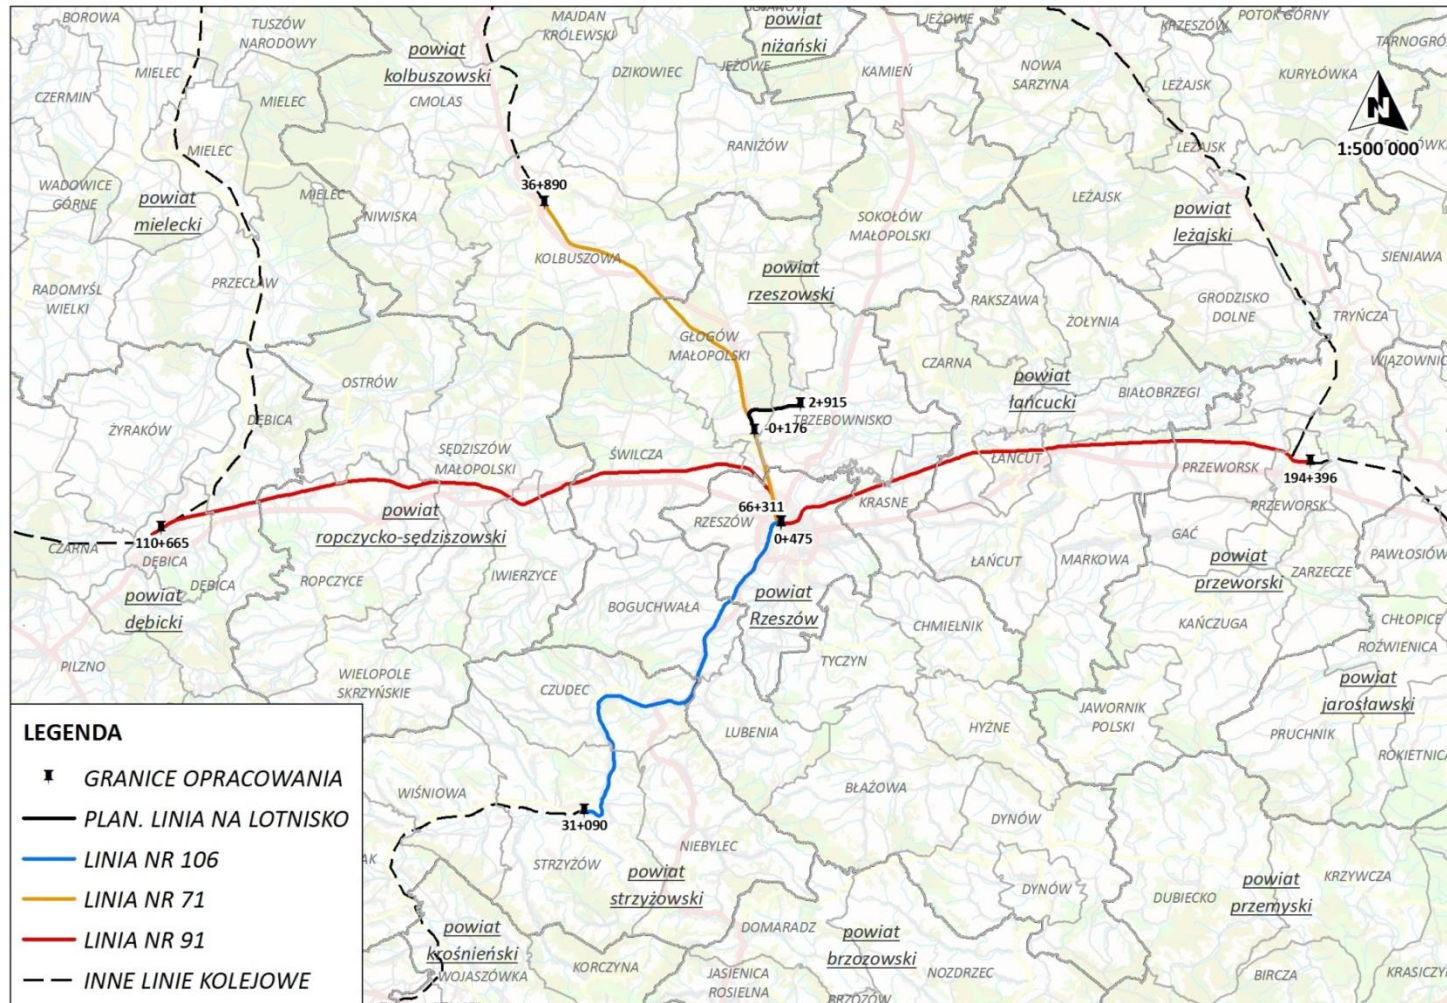 BOROWA
TUSZÓW
NARODOWY
MAJDAN
KRÓLEWSKI
powiat
niżański
JEŻOWE
KRZESZÓW
POTOK GÓRNY
TARNOGRÓ
powiat
kolbuszowski
MIELEC
DZIKOWIEC
JEŻOWE
KAMIEŃ
NOWA
SARZYNA
LEŻAJSK
KURYŁÓWKA
CZERMIN
MIELEC
CMOLAS
N
1:500 000
MIELEC
RANIŻÓW
LEŻAJSK
WADOWICE
GÓRNE
powiat
mielecki
MIELEC
NIWISKA
36+890
SOKOŁÓW
MAŁOPOLSKI
LEŻAJSK
powiat
leżajski
KOLBUSZOWA
SIENIAWA
RADOMYŚL
WIELKI
PRZECŁAW
powiat
rzeszowski
RAKSZAWA
GRODZISKO
DOLNE
ŻOŁYNIA
TRYŃCZA
GŁOGÓW
MAŁOPOLSKI
CZARNA
WIĄZOWNIC
OSTRÓW
powiat
łańcucki
BIAŁOBRZEGI
2+915
TRZEBOWNISKO
DĘBICA
ŻYRAKÓW
-0+176
SĘDZISZÓW
MAŁOPOLSKI
ŚWILCZA
ŁAŃCUT
PRZEWORSK
194+396
powiat
ropczycko-sędziszowski
66+311
KRASNE
PRZEWORSK
RZESZÓW
0+475
CZARNA
110+665
DĘBICA
GAĆ
PAWŁOSIÓW
DĘBICA
ROPCZYCE
IWIERZYCE
ŁAŃCUT
MARKOWA
powiat
przeworski
ZARZECZE
powiat
dębicki
BOGUCHWAŁA
powiat
Rzeszów
CHMIELNIK
KAŃCZUGA
CHŁOPICE
ROŹWIENICA
PILZNO
WIELOPOLE
SKRZYŃSKIE
CZUDEC
TYCZYN
powiat
jarosławski
JAWORNIK
POLSKI
LUBENIA
HYŻNE
PRUCHNIK
ROKIETNICA
LEGENDA
GRANICE OPRACOWANIA
PLAN. LINIA NA LOTNISKO
LINIA NR 106
LINIA NR 71
LINIA NR 91
INNE LINIE KOLEJOWE
WIŚNIOWA
BŁAŻOWA
31+090
DYNÓW
STRZYŻÓW
NIEBYLEC
powiat
strzyżowski
DYNÓW
DUBIECKO
powiat
przemyski
KRZYWCZA
powiat
krośnieński
DOMARADZ
powiat
brzozowski
WOJASZÓWKA
KORCZYNA
JASIENICA
ROSIELNA
NOZDRZEC
BRZOZÓW
BIRCZA
KRASICZYN